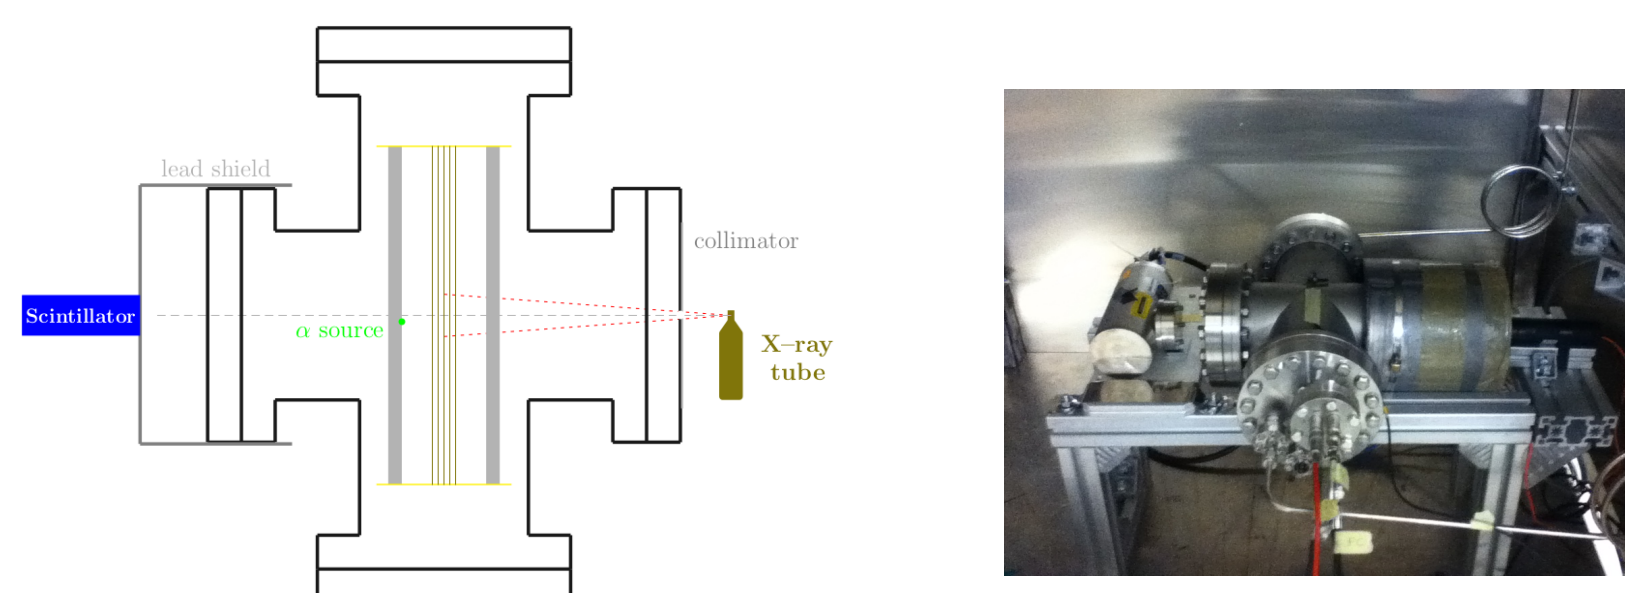 lead shield
collimator
Scintillator
α source
X–ray
tube